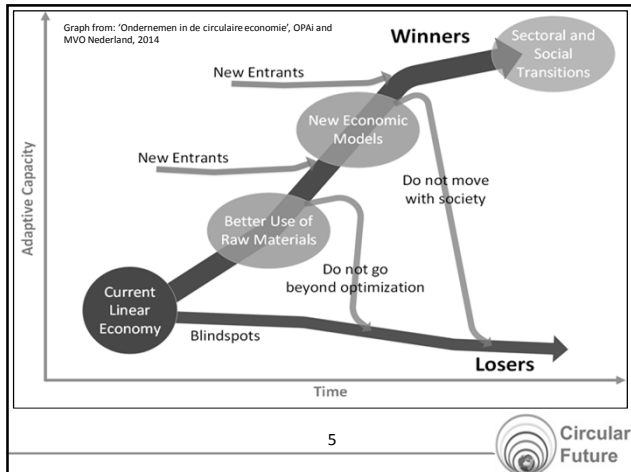 Graph from: 'Ondernemen in de circulaire economie', OPAi and
MVO Nederland, 2014
Winners
Sectoral and
Social
Transitions
New Entrants
New Economic
Models
New Entrants
Do not move
with society
Better Use of
Raw Materials
Do not go
beyond optimization
Current
Linear
Economy
Blindspots
Losers
Adaptive Capacity
Time
5
Circular
Future